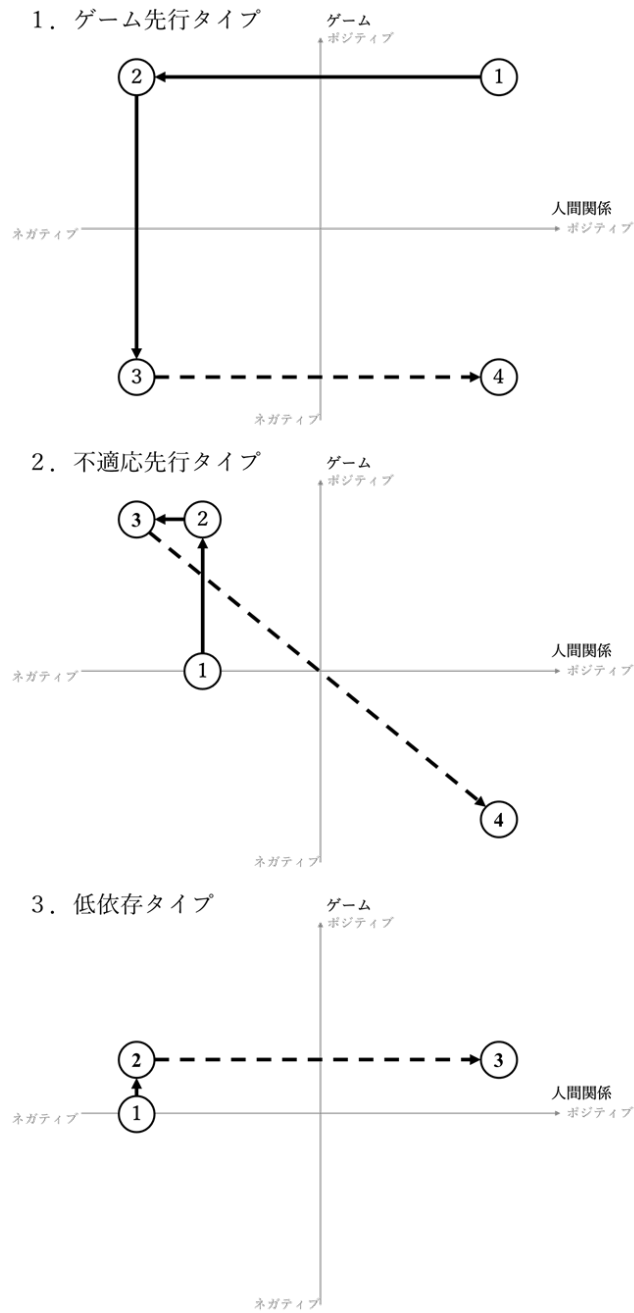 １．ゲーム先行タイプ
ゲーム
ポジティブ
② ①
人間関係
ネガティブ ポジティブ
③ ④
ネガティブ
２．不適応先行タイプ
ゲーム
ポジティブ
③ ②
人間関係
① ポジティブ
ネガティブ
④
ネガティブ
３．低依存タイプ
ゲーム
ポジティブ
② ③
人間関係
ネガティブ ① ポジティブ
ネガティブ